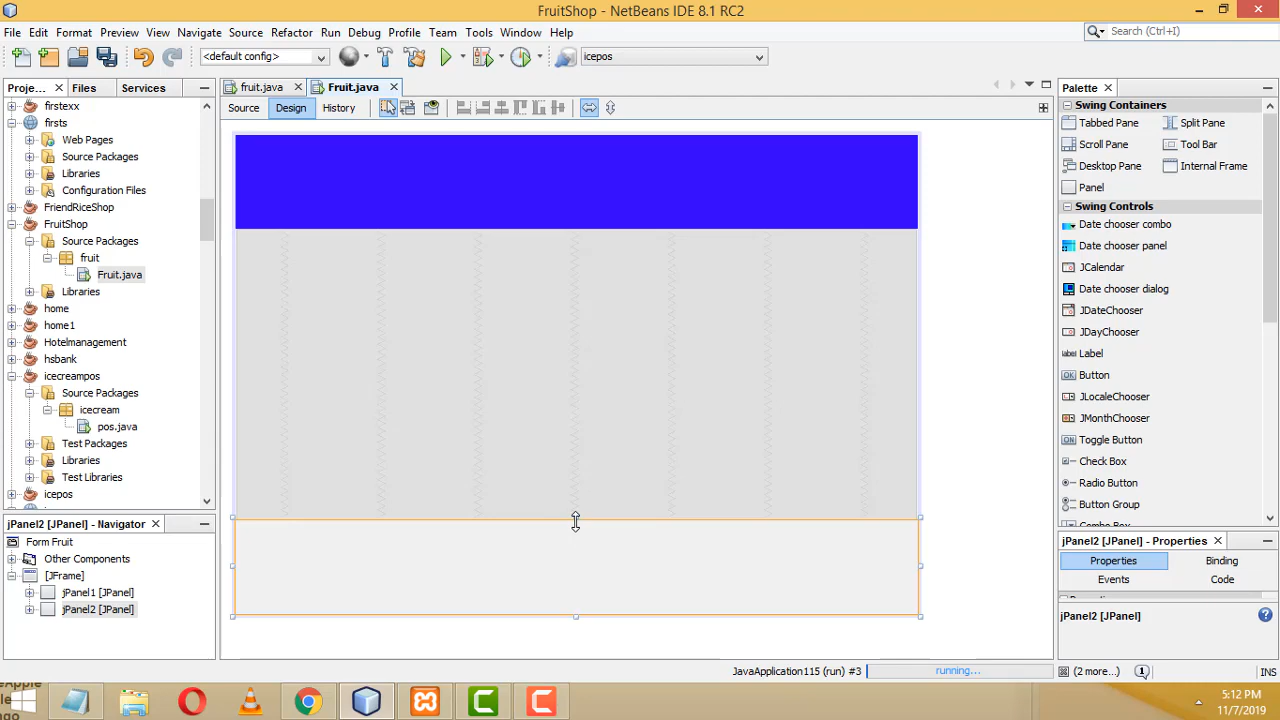 FruitShop - NetBeans IDE 8.1 RC2
File Edit Format Preview View Navigate Source Refactor Run Debug Profile Team Tools Window Help
Search (Ctrl+I)
<default config>
icepos
Proje... Files Services
fruit.java Fruit.java
Palette
Source Design History
firstexx
firsts
Web Pages
Source Packages
Libraries
Configuration Files
FriendRiceShop
FruitShop
Source Packages
fruit
Fruit.java
Libraries
home
home1
Hotelmanagement
hsbank
icecreampos
Source Packages
icecream
pos.java
Test Packages
Libraries
Test Libraries
icepos
Swing Containers
Tabbed Pane Split Pane
Scroll Pane Tool Bar
Desktop Pane Internal Frame
Panel
Swing Controls
Date chooser combo
Date chooser panel
JCalendar
Date chooser dialog
JDateChooser
JDayChooser
label Label
Button
JLocaleChooser
JMonthChooser
Toggle Button
Check Box
Radio Button
Button Group
Combo Box
jPanel2 [JPanel] - Navigator
Form Fruit
Other Components
[JFrame]
jPanel1 [JPanel]
jPanel2 [JPanel]
jPanel2 [JPanel] - Properties
Properties Binding
Events Code
jPanel2 [JPanel]
JavaApplication115 (run) #3 running... (2 more...) 1 INS
5:12 PM
11/7/2019